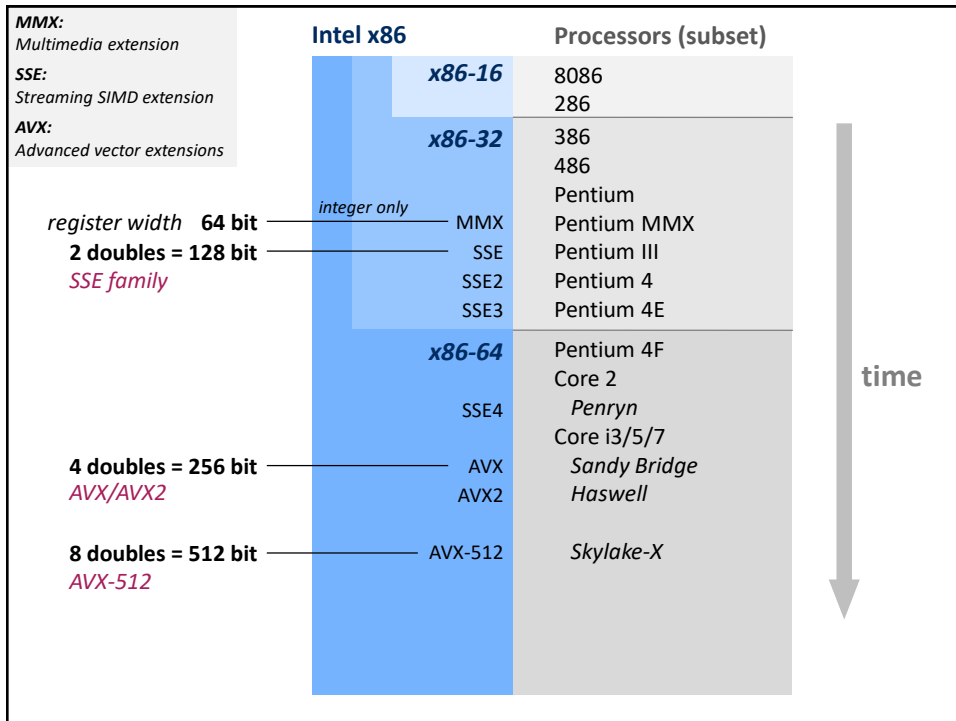 MMX:
Multimedia extension
SSE:
Streaming SIMD extension
AVX:
Advanced vector extensions
Intel x86
Processors (subset)
x86-16
8086
286
x86-32
386
486
Pentium
register width 64 bit
integer only
MMX
Pentium MMX
2 doubles = 128 bit
SSE
Pentium III
SSE family
SSE2
Pentium 4
SSE3
Pentium 4E
x86-64
Pentium 4F
Core 2
time
SSE4
Penryn
Core i3/5/7
4 doubles = 256 bit
AVX
Sandy Bridge
AVX/AVX2
AVX2
Haswell
8 doubles = 512 bit
AVX-512
Skylake-X
AVX-512